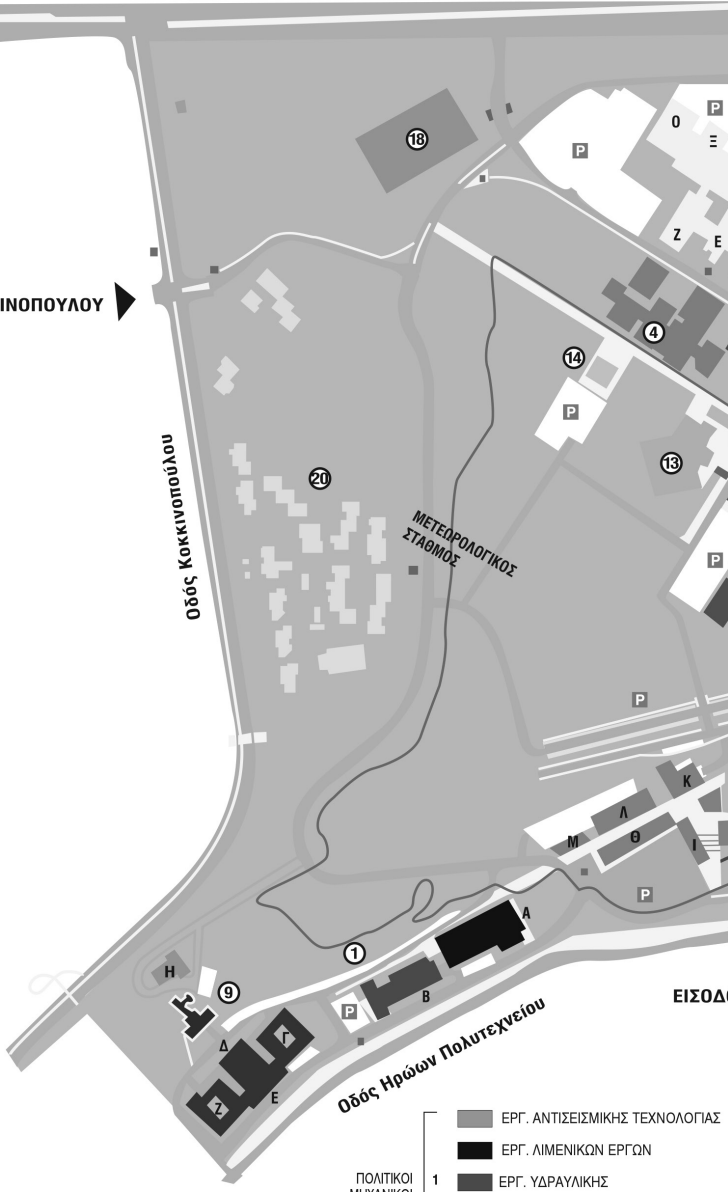 18
P
P
Ο
Ξ
Ζ
Ε
ΙΝΟΠΟΥΛΟΥ
4
14
P
13
20
Οδός Κοκκινοπούλου
ΜΕΤΕΩΡΟΛΟΓΙΚΟΣ
ΣΤΑΘΜΟΣ
P
P
Κ
Λ
Θ
Μ
Ι
P
Α
1
Η
9
Β
P
ΕΙΣΟΔ
Γ
Δ
Ε
Ζ
Οδός Ηρώων Πολυτεχνείου
ΕΡΓ. ΑΝΤΙΣΕΙΣΜΙΚΗΣ ΤΕΧΝΟΛΟΓΙΑΣ
ΕΡΓ. ΛΙΜΕΝΙΚΩΝ ΕΡΓΩΝ
ΠΟΛΙΤΙΚΟΙ
ΜΗΧΑΝΙΚΟΙ
1
ΕΡΓ. ΥΔΡΑΥΛΙΚΗΣ